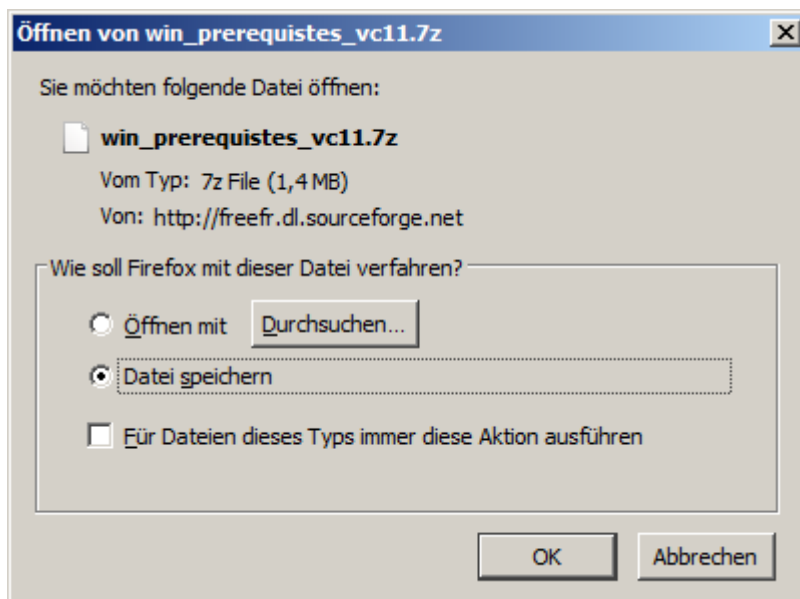 Öffnen von win_prerequistes_vc11.7z
Sie möchten folgende Datei öffnen:
win_prerequistes_vc11.7z
Vom Typ: 7z File (1,4 MB)
Von: http://freefr.dl.sourceforge.net
Wie soll Firefox mit dieser Datei verfahren?
Öffnen mit Durchsuchen...
Datei speichern
Für Dateien dieses Typs immer diese Aktion ausführen
OK Abbrechen